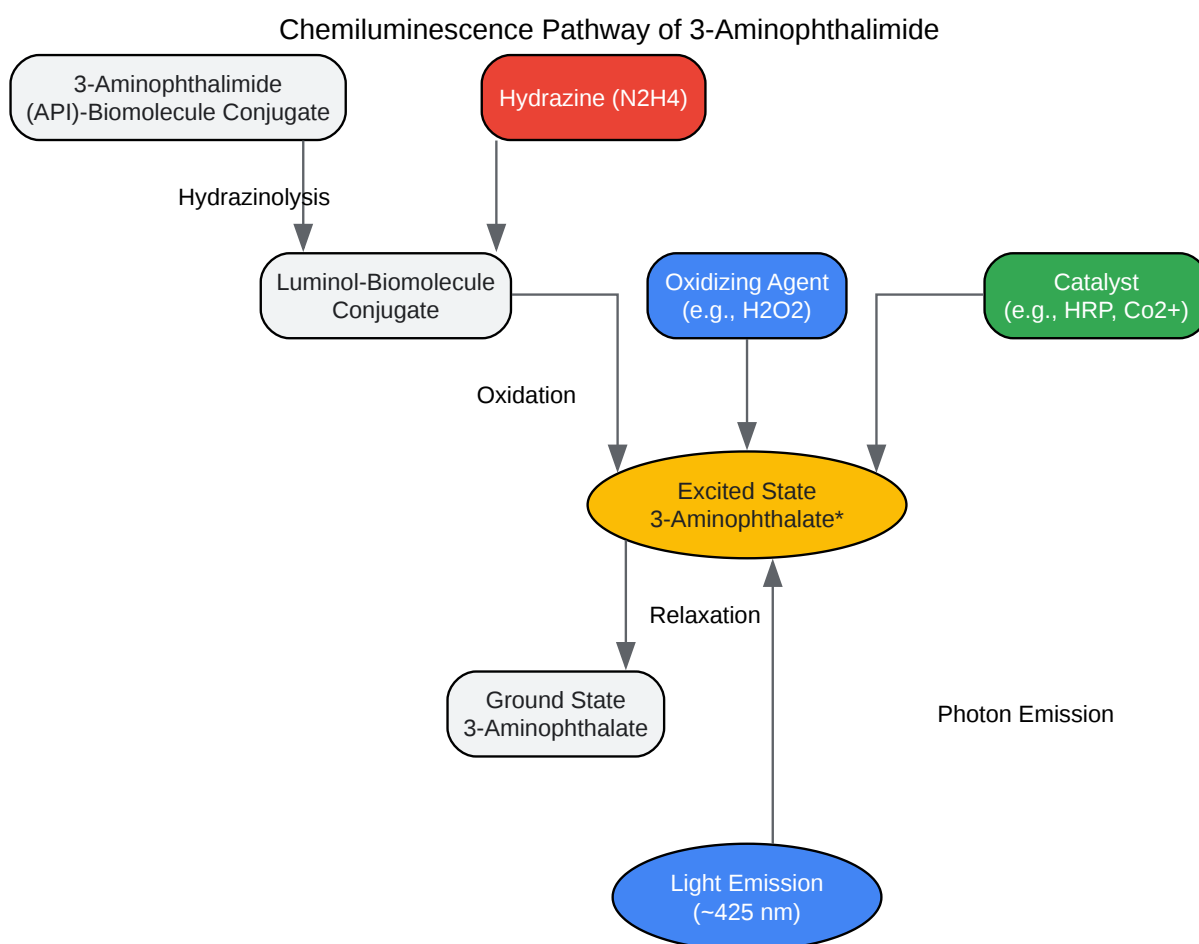 Chemiluminescence Pathway of 3-Aminophthalimide
3-Aminophthalimide
(API)-Biomolecule Conjugate
Hydrazine (N2H4)
Hydrazinolysis
Luminol-Biomolecule
Conjugate
Oxidizing Agent
(e.g., H2O2)
Catalyst
(e.g., HRP, Co2+)
Oxidation
Excited State
3-Aminophthalate*
Relaxation
Ground State
3-Aminophthalate
Photon Emission
Light Emission
(~425 nm)